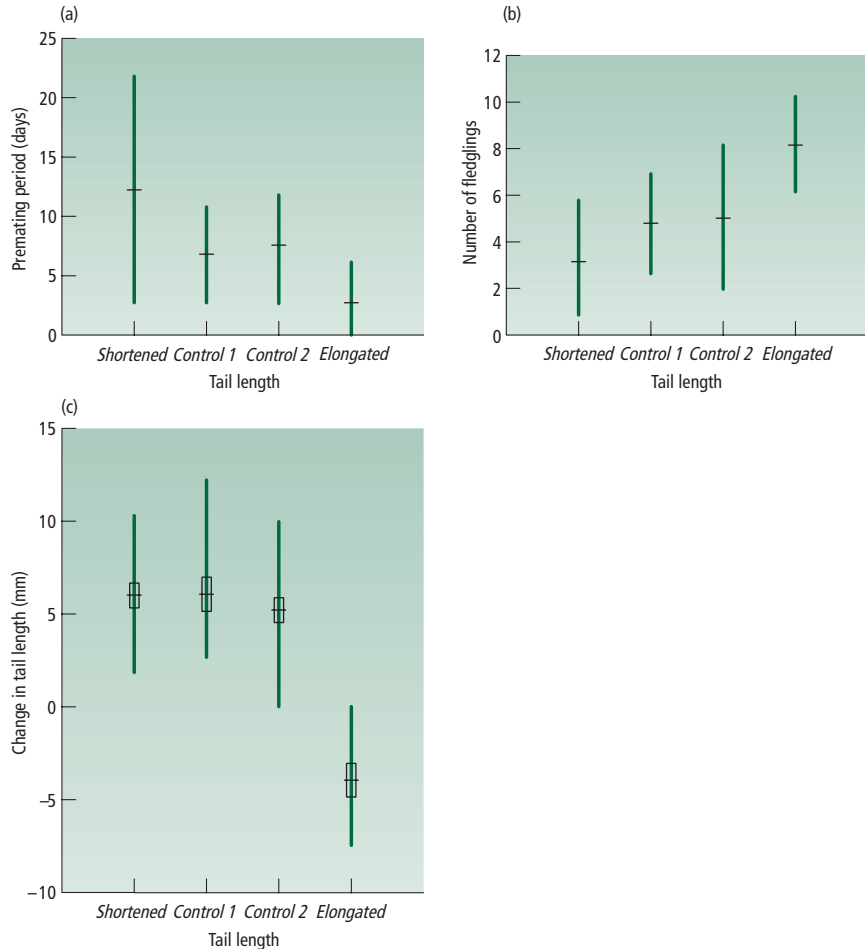 (a)
25
20
15
10
5
0
Premating period (days)
Shortened Control 1 Control 2 Elongated
Tail length
(b)
12
10
8
6
4
2
0
Number of fledglings
Shortened Control 1 Control 2 Elongated
Tail length
(c)
15
10
5
0
−5
−10
Change in tail length (mm)
Shortened Control 1 Control 2 Elongated
Tail length